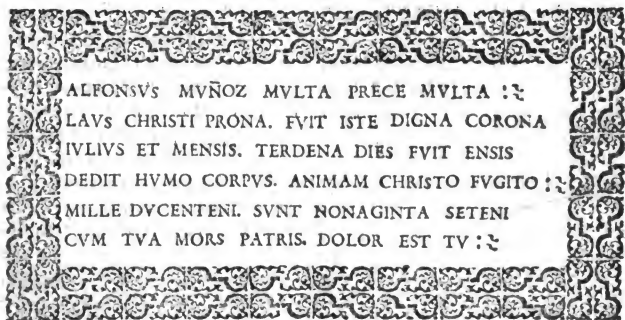 ALFONSVS MVÑOZ MVLTA PRECE MVLTA :~
LAVS CHRISTI PRONA. FVIT ISTE DIGNA CORONA
IVLIVS ET MENSIS. TERDENA DIES FVIT ENSIS
DEDIT HVMO CORPVS. ANIMAM CHRISTO FVGITO :~
MILLE DVCENTENI. SVNT NONAGINTA SETENI
CVM TVA MORS PATRIS. DOLOR EST TV :~